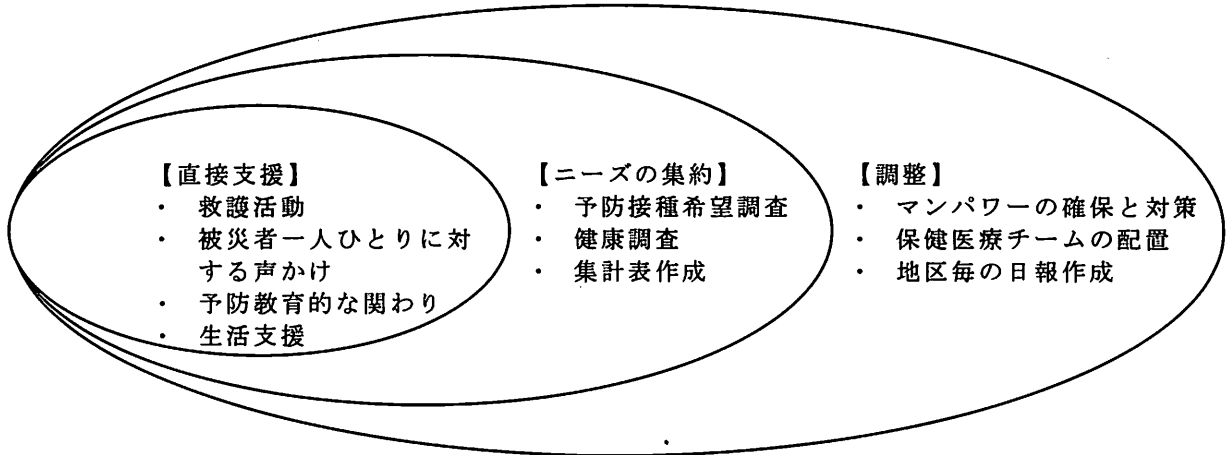 【直接支援】
・ 救護活動
・ 被災者一人ひとりに対
する声かけ
・ 予防教育的な関わり
・ 生活支援
【ニーズの集約】
・ 予防接種希望調査
・ 健康調査
・ 集計表作成
【調整】
・ マンパワーの確保と対策
・ 保健医療チームの配置
・ 地区毎の日報作成